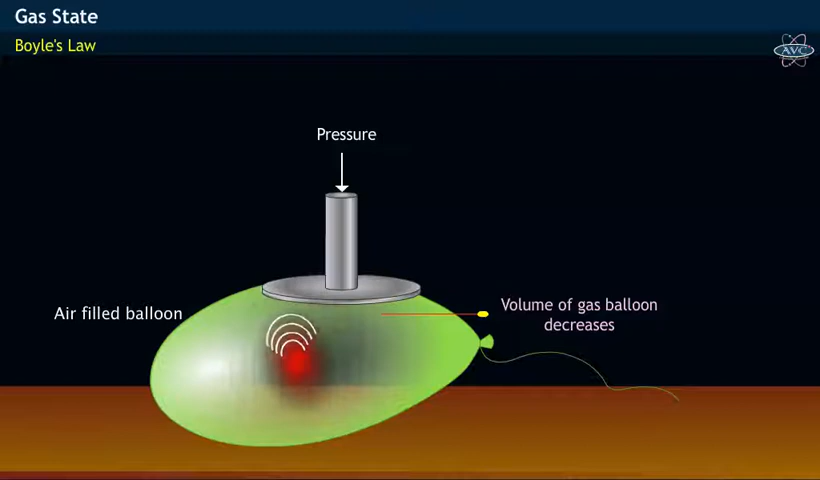 Gas State
Boyle's Law
AVC
Pressure
Air filled balloon
Volume of gas balloon
decreases